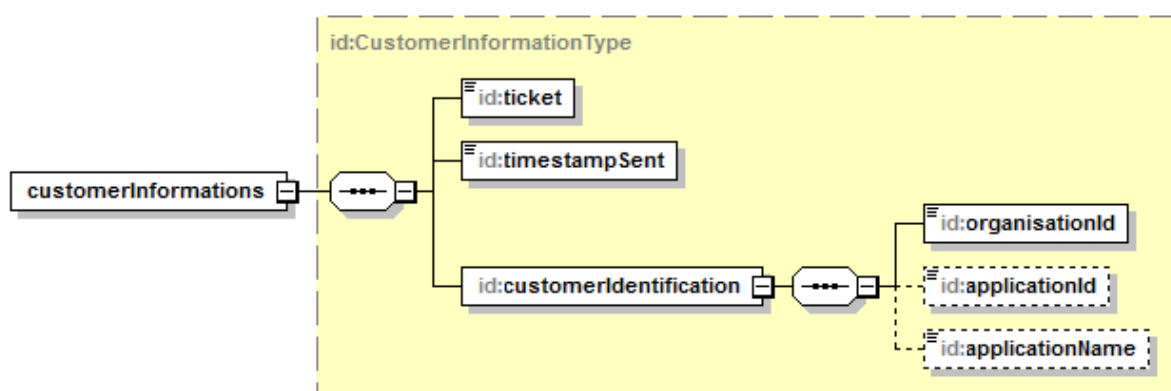 id:CustomerInformationType
id:ticket
id:timestampSent
customerInformations
id:organisationId
id:customerIdentification
id:applicationId
id:applicationName